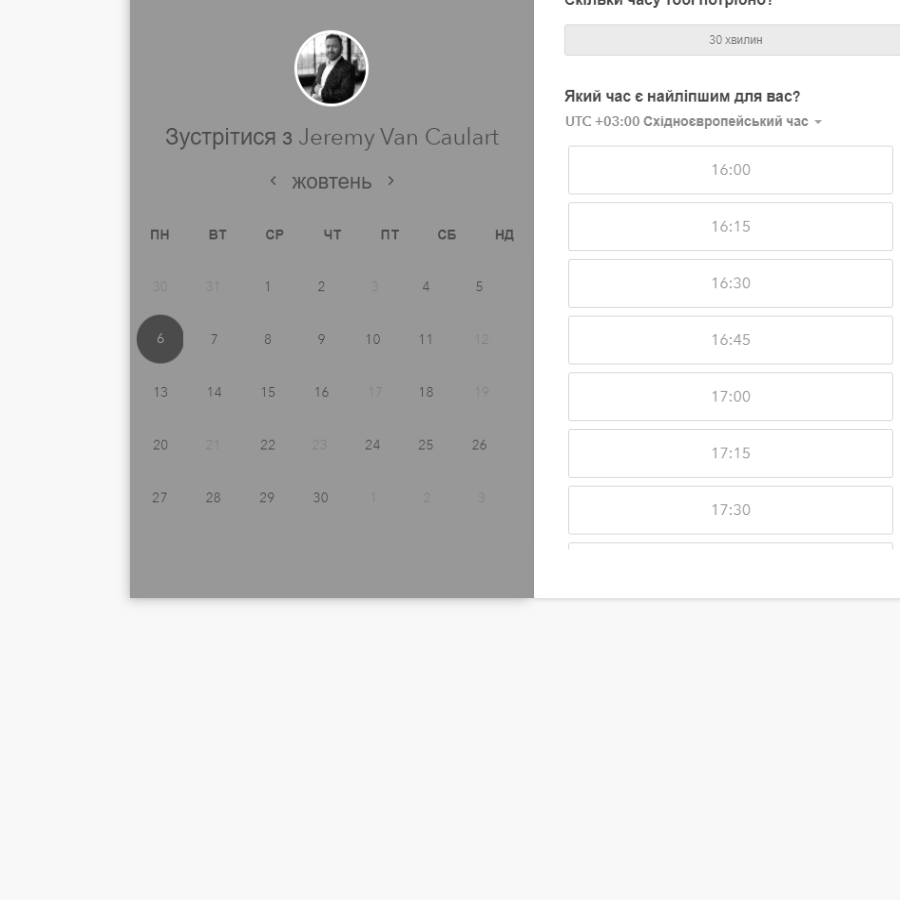 Скільки часу тобі потрібно?
30 хвилин
Який час є найліпшим для вас?
UTC +03:00 Східноєвропейський час
16:00
16:15
16:30
16:45
17:00
17:15
17:30
Зустрітися з Jeremy Van Caulart
жовтень
ПН ВТ СР ЧТ ПТ СБ НД
30 31 1 2 3 4 5
6 7 8 9 10 11 12
13 14 15 16 17 18 19
20 21 22 23 24 25 26
27 28 29 30 1 2 3